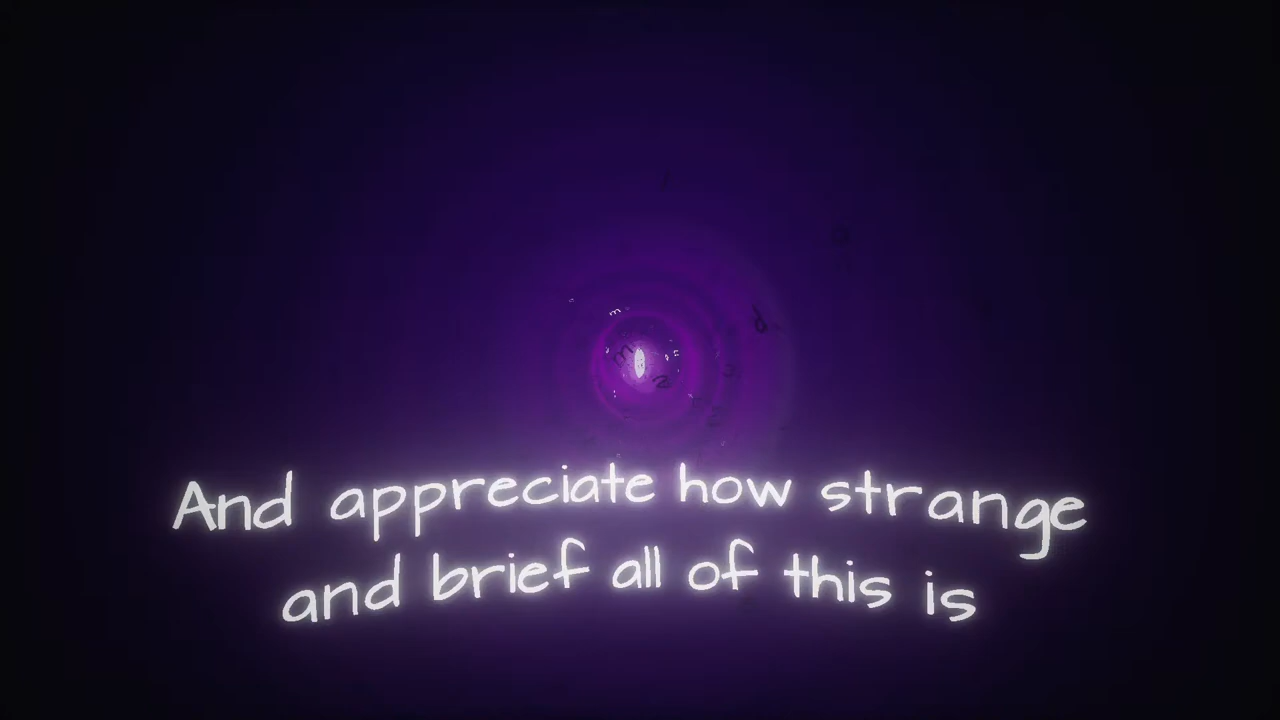 And appreciate how strange
and brief all of this is